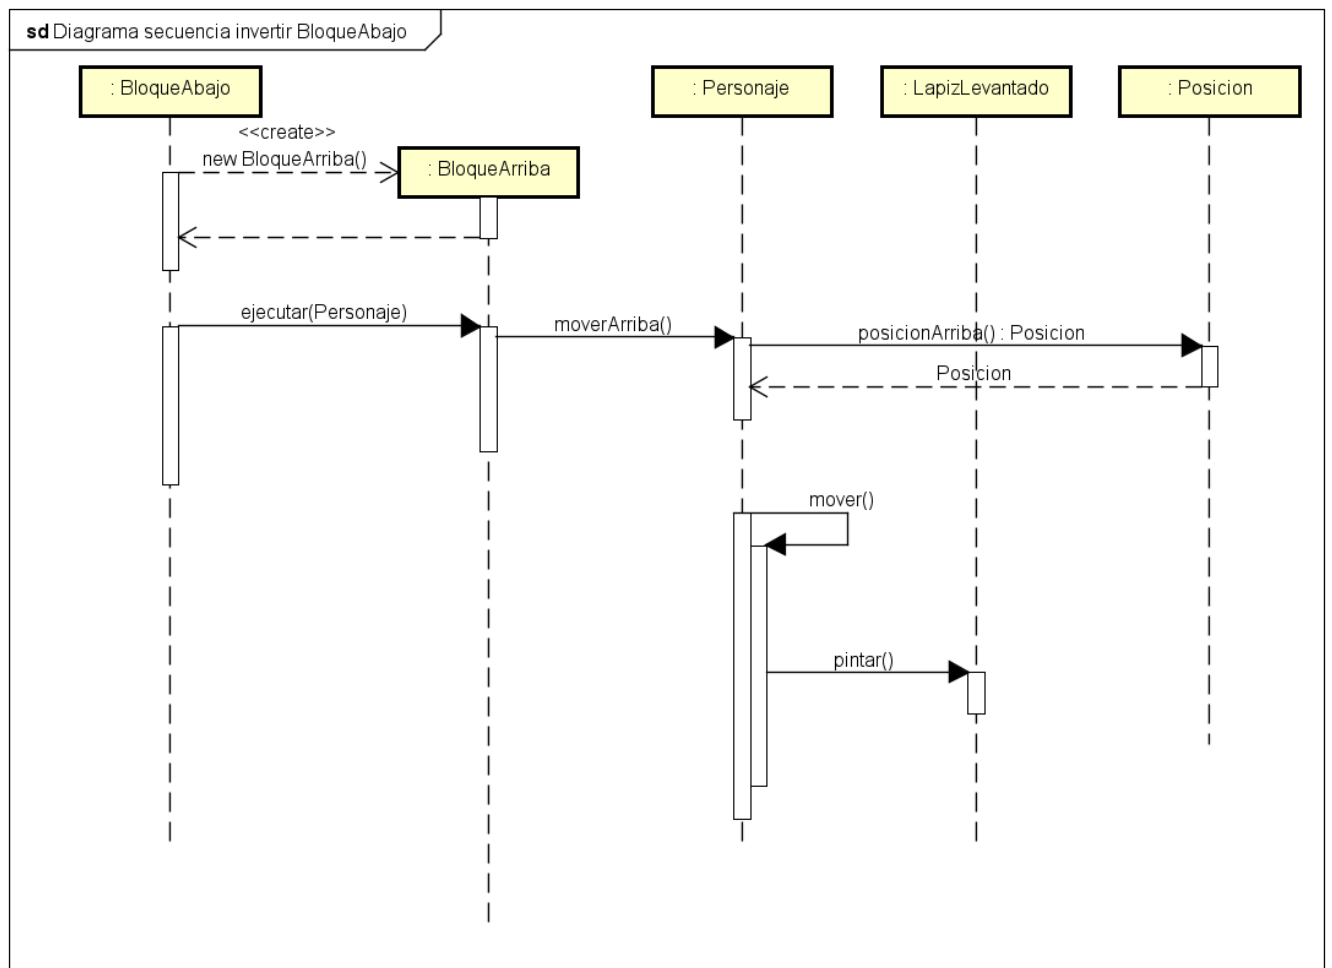 sd Diagrama secuencia invertir BloqueAbajo
: BloqueAbajo
: Personaje
: LapizLevantado
: Posicion
<<create>>
new BloqueArriba()
: BloqueArriba
ejecutar(Personaje)
moverArriba()
posicionArriba() : Posicion
Posicion
mover()
pintar()